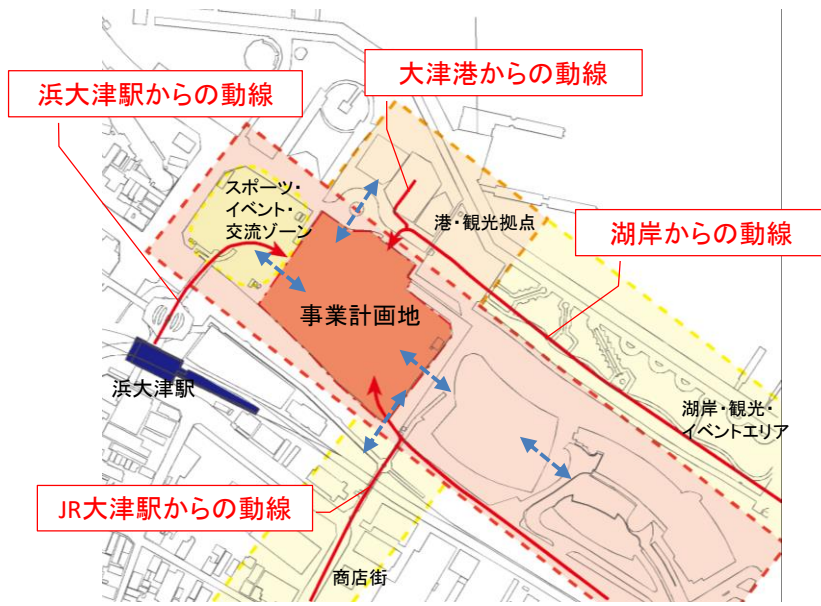 大津港からの動線
浜大津駅からの動線
スポーツ・
イベント・
交流ゾーン
港・観光拠点
湖岸からの動線
事業計画地
浜大津駅
湖岸・観光・
イベントエリア
JR大津駅からの動線
商店街